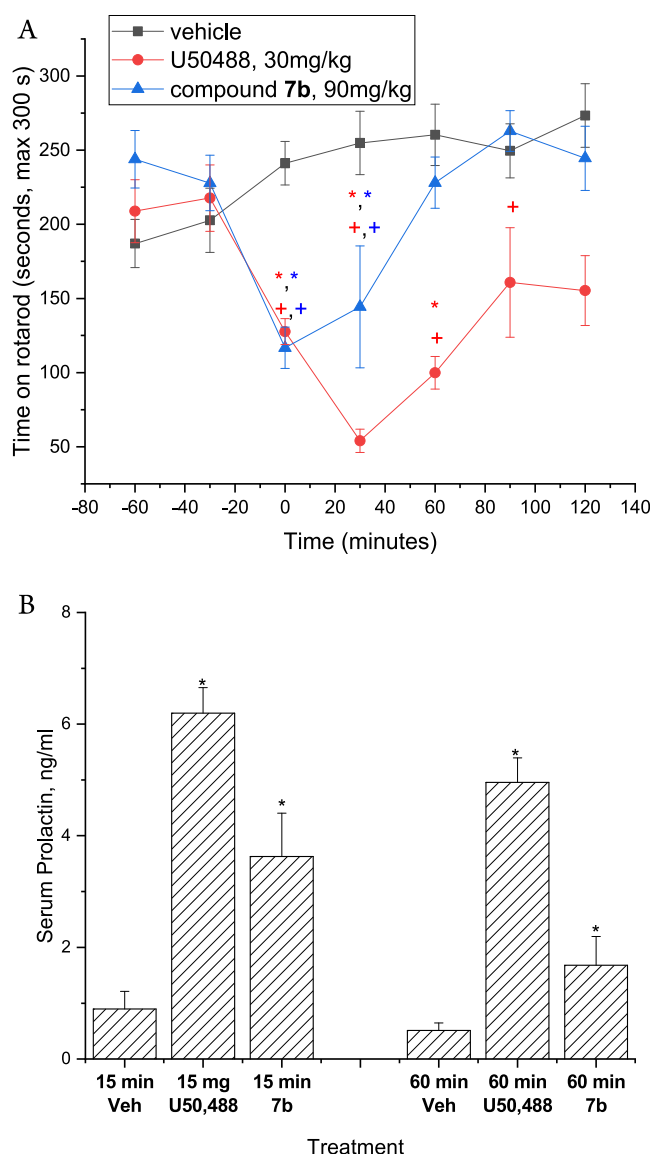 A
vehicle
U50488, 30mg/kg
compound 7b, 90mg/kg
Time on rotarod (seconds, max 300 s)
300
250
200
150
100
50
*,*
+,+
*,*
+,+
*
+
+
-80 -60 -40 -20 0 20 40 60 80 100 120 140
Time (minutes)
B
Serum Prolactin, ng/ml
8
6
4
2
0
*
*
*
*
15 min 15 mg 15 min 60 min 60 min 60 min
Veh U50,488 7b Veh U50,488 7b
Treatment